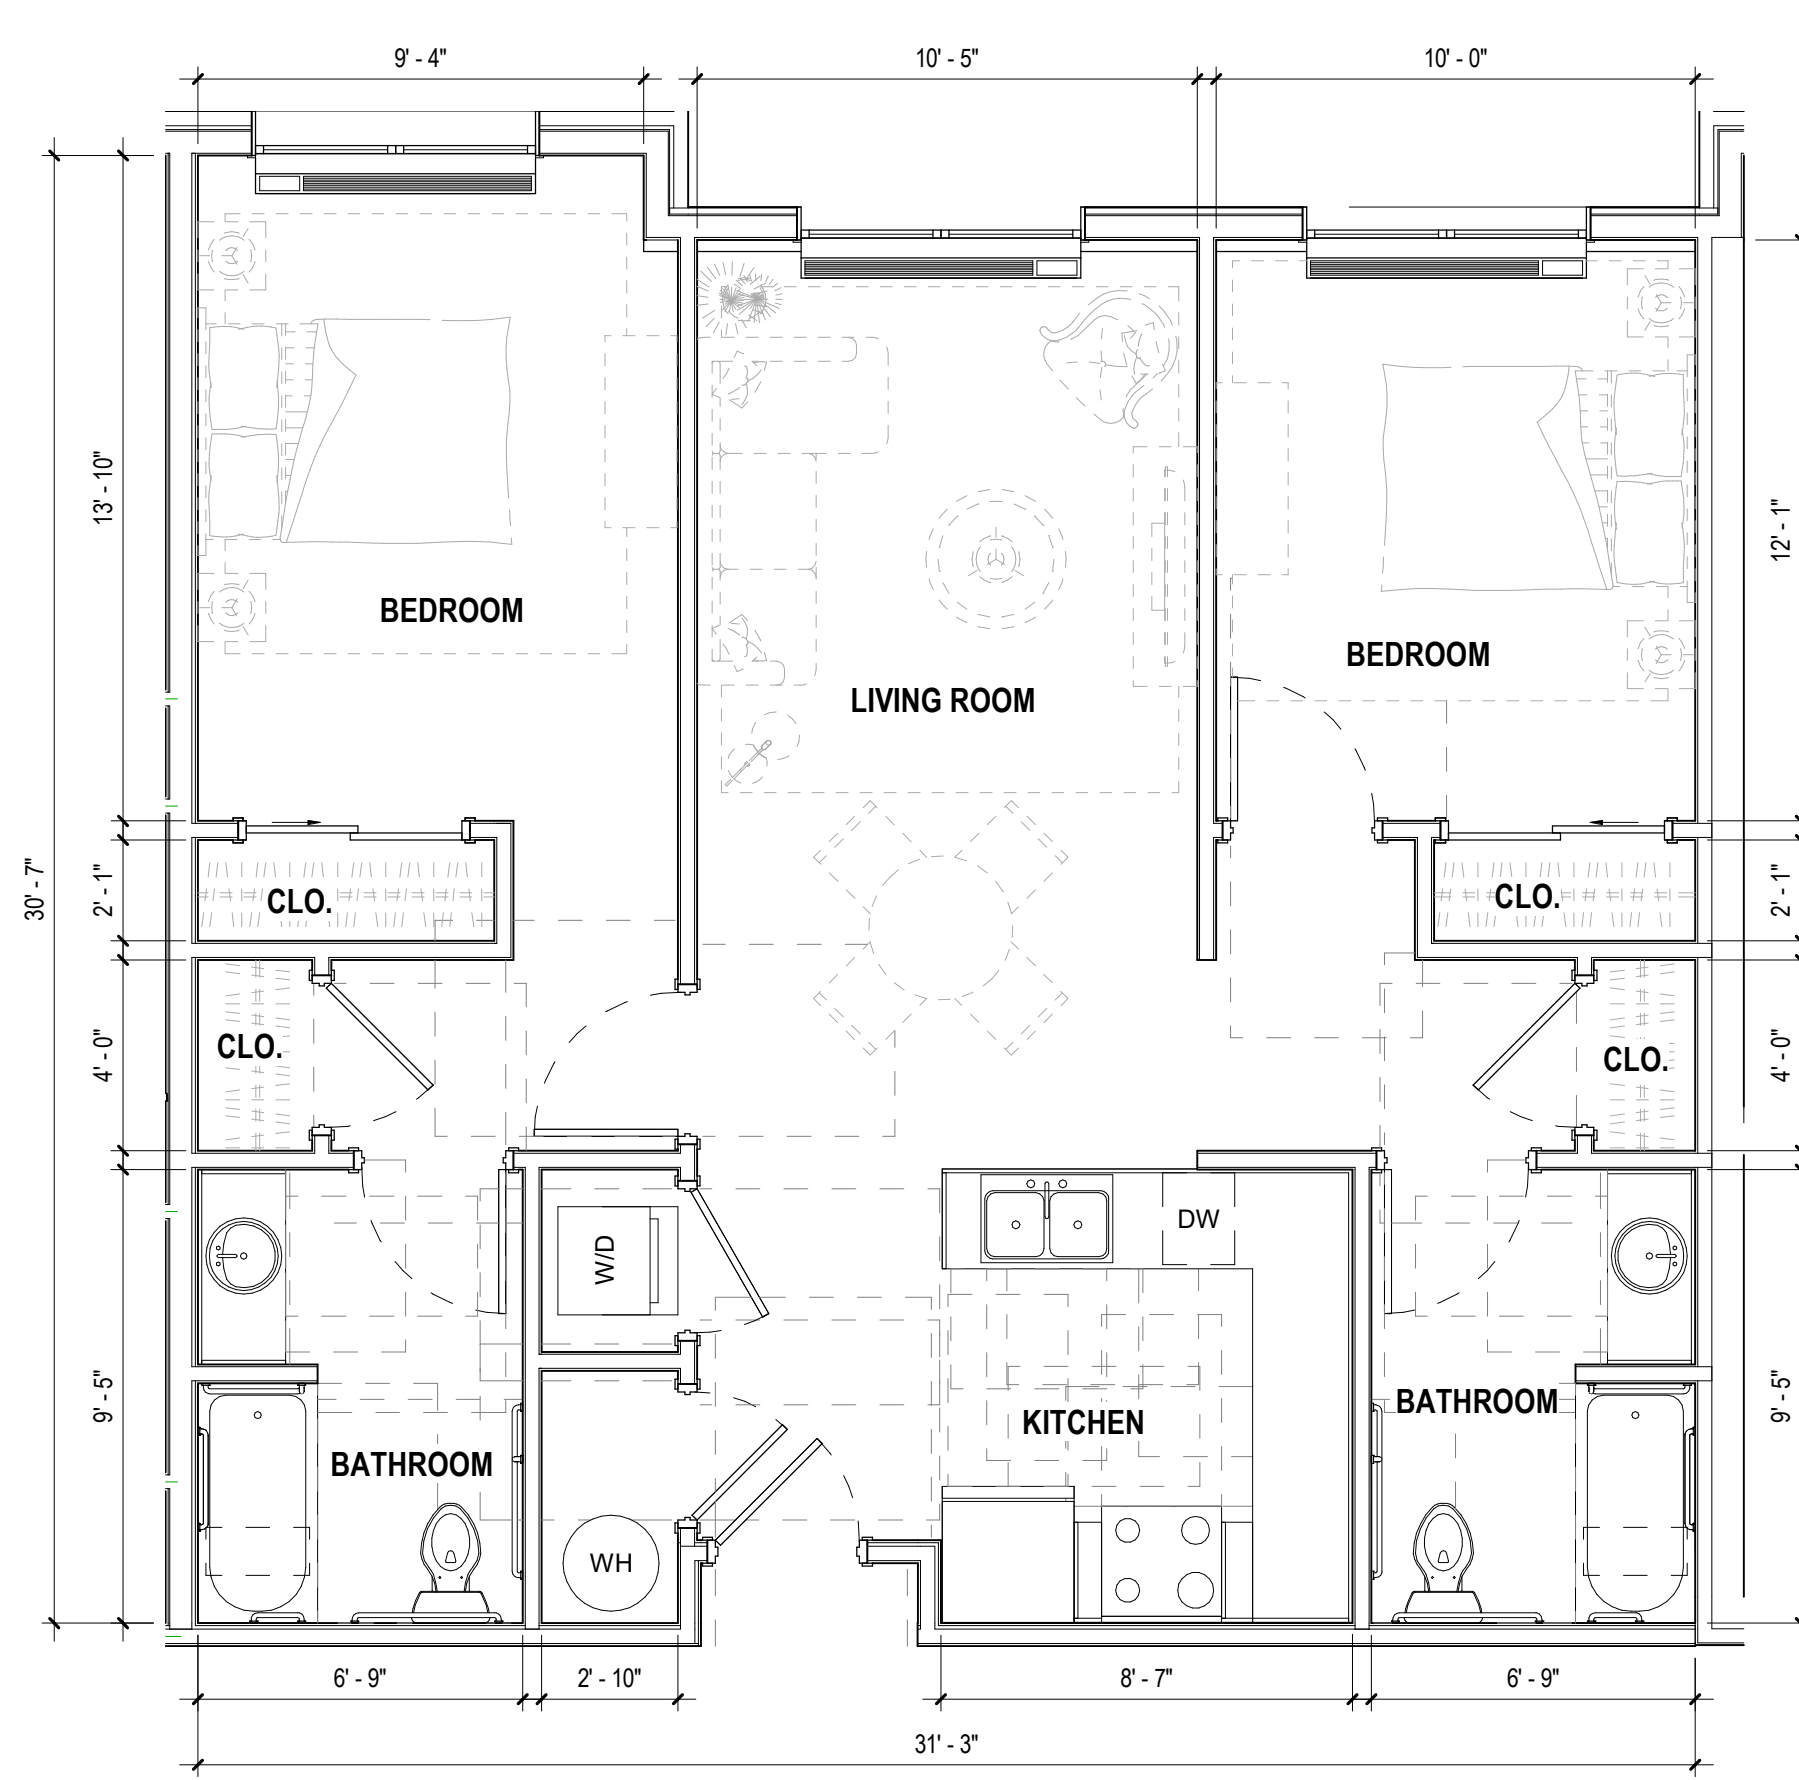 9' - 4"
10' - 5"
10' - 0"
13' - 10"
12' - 1"
BEDROOM
BEDROOM
LIVING ROOM
30' - 7"
2' - 1"
CLO.
CLO.
2' - 1"
4' - 0"
CLO.
CLO.
4' - 0"
W/D
DW
9' - 5"
BATHROOM
KITCHEN
BATHROOM
9' - 5"
WH
6' - 9"
2' - 10"
8' - 7"
6' - 9"
31' - 3"